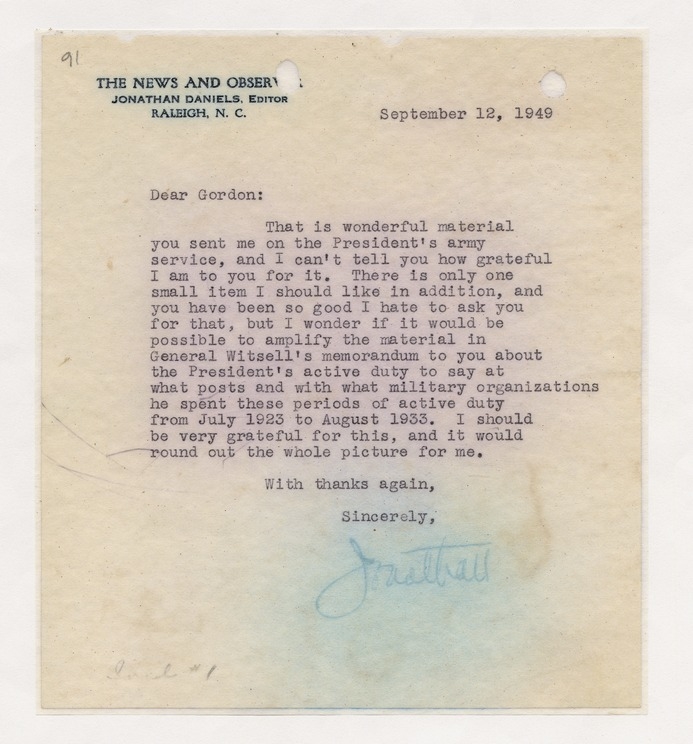 91
THE NEWS AND OBSERV
JONATHAN DANIELS, EDITOR
RALEIGH, N. C.
September 12, 1949
Dear Gordon:
That is wonderful material
you sent me on the President's army
service, and I can't tell you how grateful
I am to you for it. There is only one
small item I should like in addition, and
you have been so good I hate to ask you
for that, but I wonder if it would be
possible to amplify the material in
General Witsell's memorandum to you about
the President's active duty to say at
what posts and with what military organizations
he spent these periods of active duty
from July 1923 to August 1933. I should
be very grateful for this, and it would
round out the whole picture for me.
With thanks again,
Sincerely,
Jonathan
#1